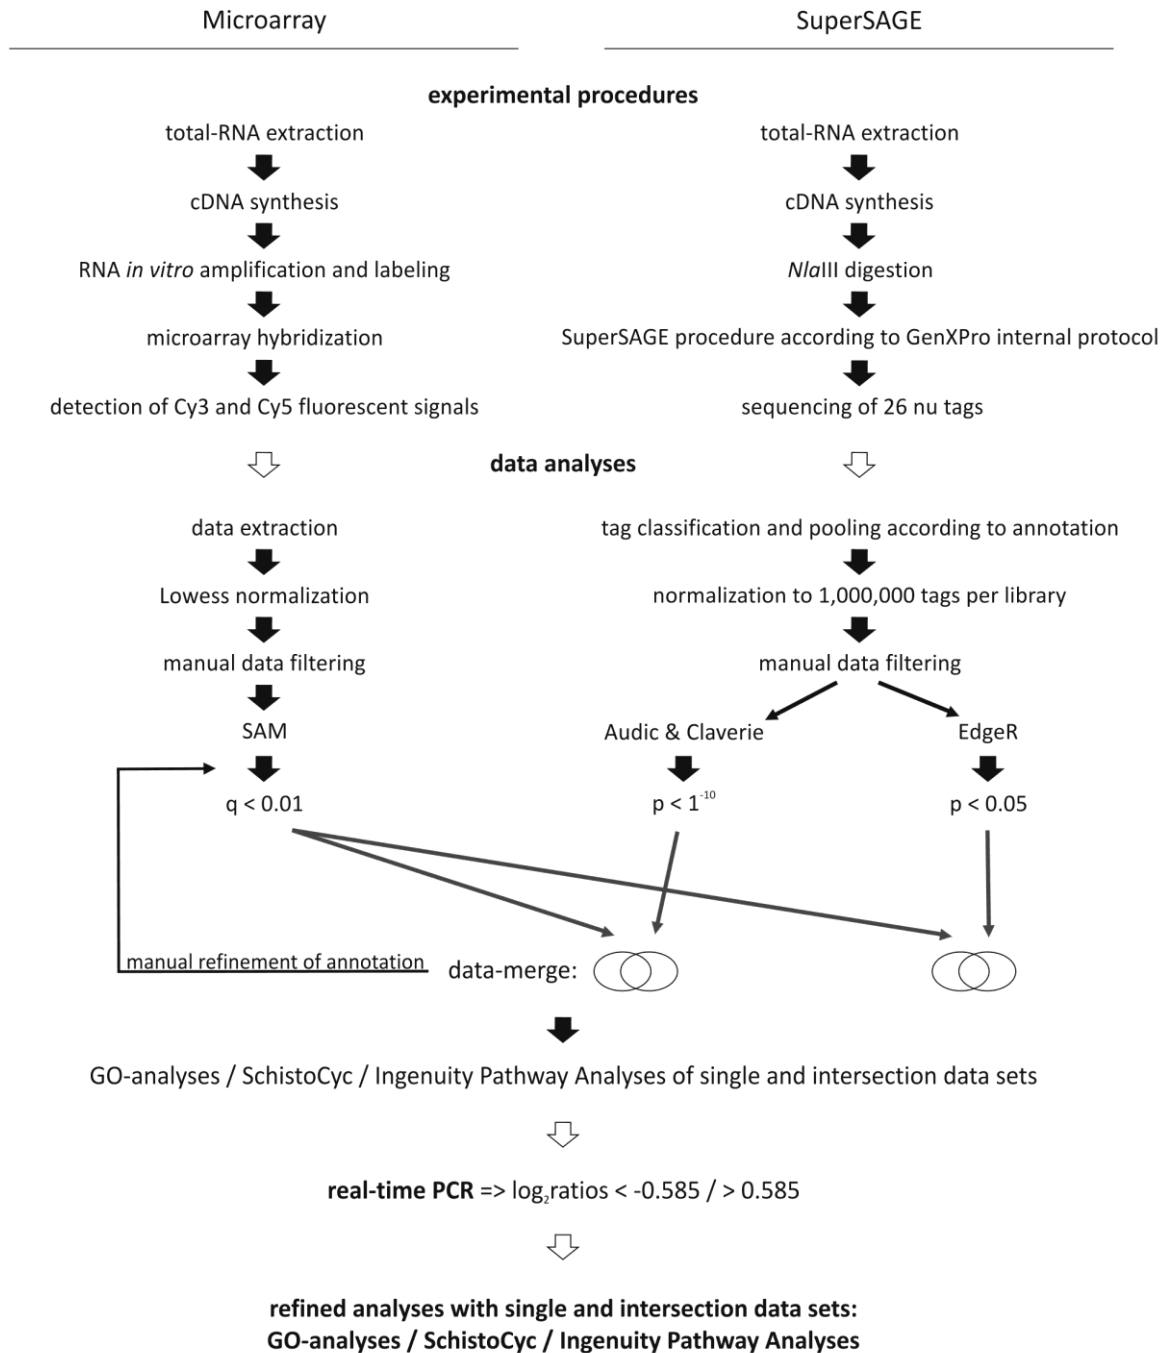 Microarray
SuperSAGE
experimental procedures
total-RNA extraction
total-RNA extraction
cDNA synthesis
cDNA synthesis
RNA in vitro amplification and labeling
NlaIII digestion
microarray hybridization
SuperSAGE procedure according to GenXPro internal protocol
detection of Cy3 and Cy5 fluorescent signals
sequencing of 26 nu tags
data analyses
data extraction
tag classification and pooling according to annotation
Lowess normalization
normalization to 1,000,000 tags per library
manual data filtering
manual data filtering
SAM
Audic & Claverie
EdgeR
q < 0.01
p < 1⁻¹⁰
p < 0.05
manual refinement of annotation
data-merge:
GO-analyses / SchistoCyc / Ingenuity Pathway Analyses of single and intersection data sets
real-time PCR => log₂ratios < -0.585 / > 0.585
refined analyses with single and intersection data sets:
GO-analyses / SchistoCyc / Ingenuity Pathway Analyses